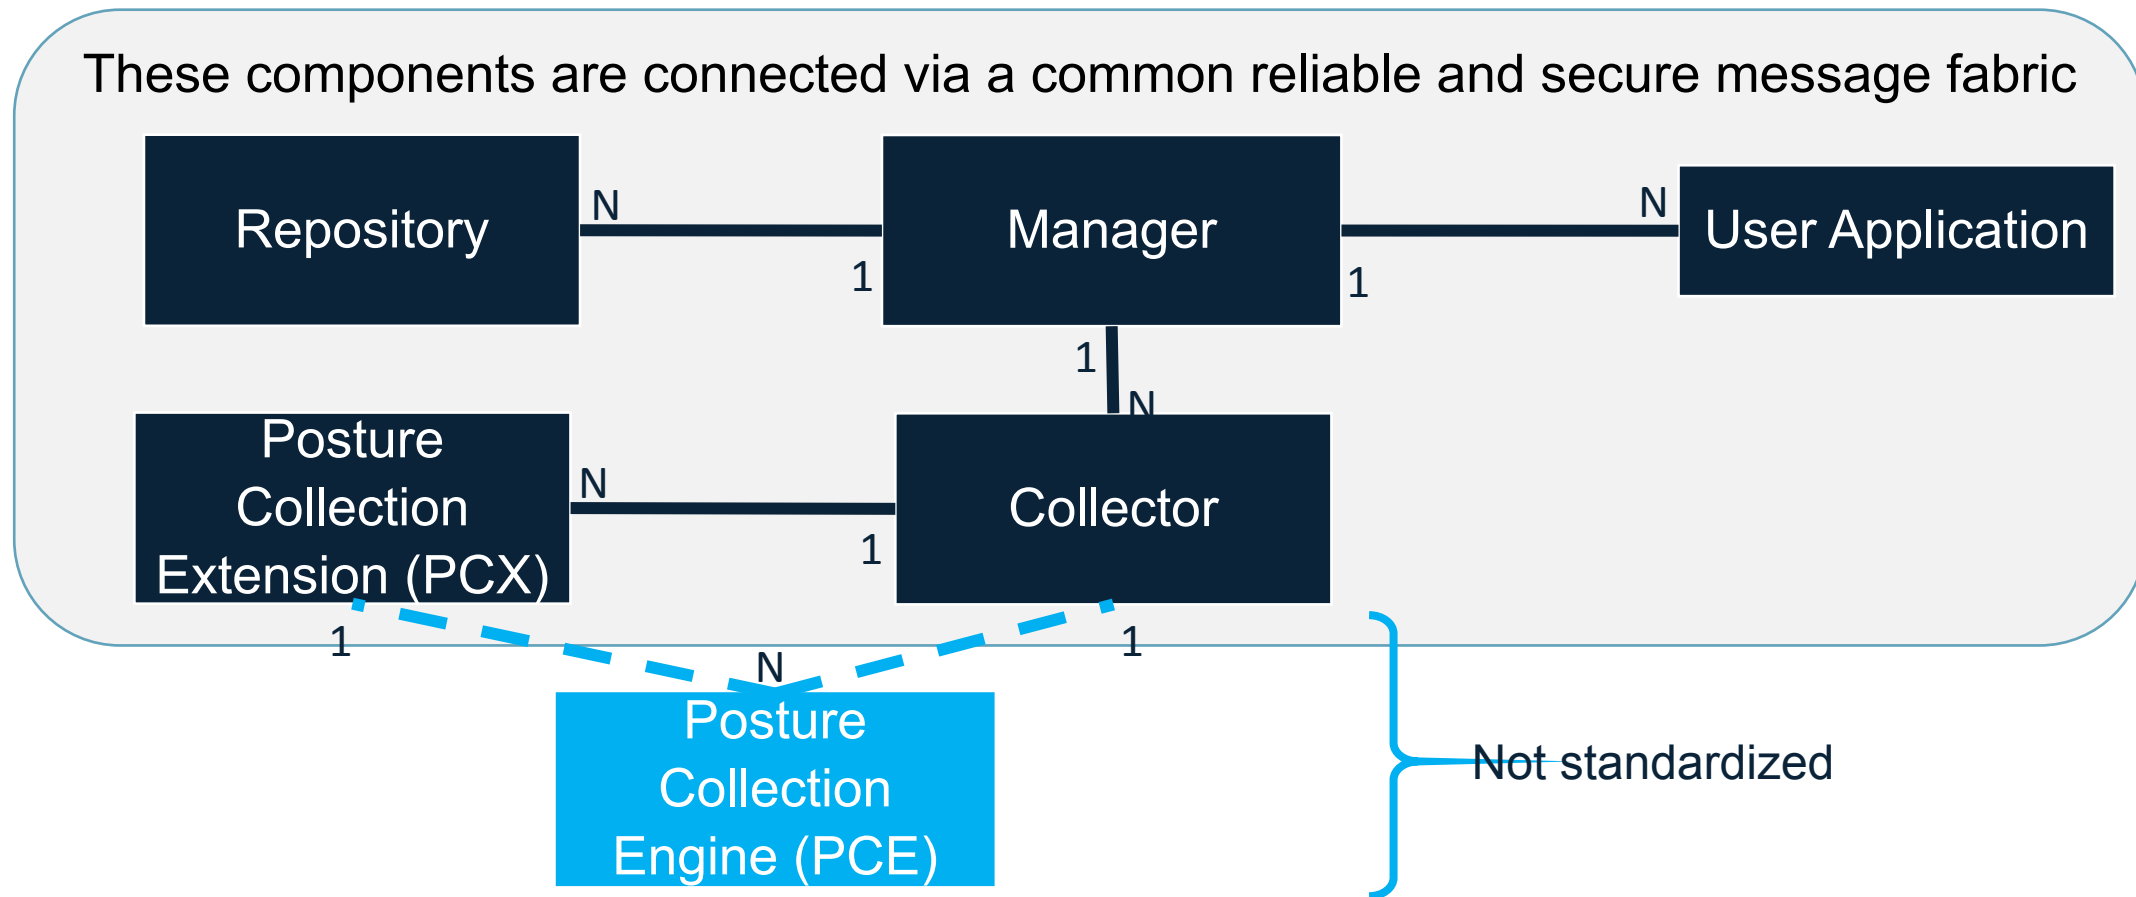 These components are connected via a common reliable and secure message fabric
Repository
N
1
Manager
1
N
User Application
1
N
Posture
Collection
Extension (PCX)
N
1
Collector
1
N
1
Posture
Collection
Engine (PCE)
Not standardized